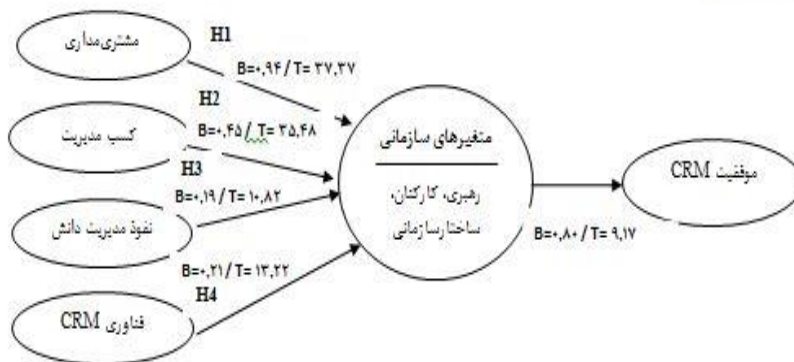 مشتری‌مداری
H1
B=۰,۹۴ / T= ۳۷,۳۷
H2
کسب مدیریت
B=۰,۴۵ / T= ۳۵,۴۸
H3
نفوذ مدیریت دانش
B=۰,۱۹ / T= ۱۰,۸۲
B=۰,۲۱ / T= ۱۳,۲۲
H4
فناوری CRM
متغیرهای سازمانی
رهبری، کارکنان،
ساختارسازمانی
B=۰,۸۰ / T= ۹,۱۷
موفقیت CRM